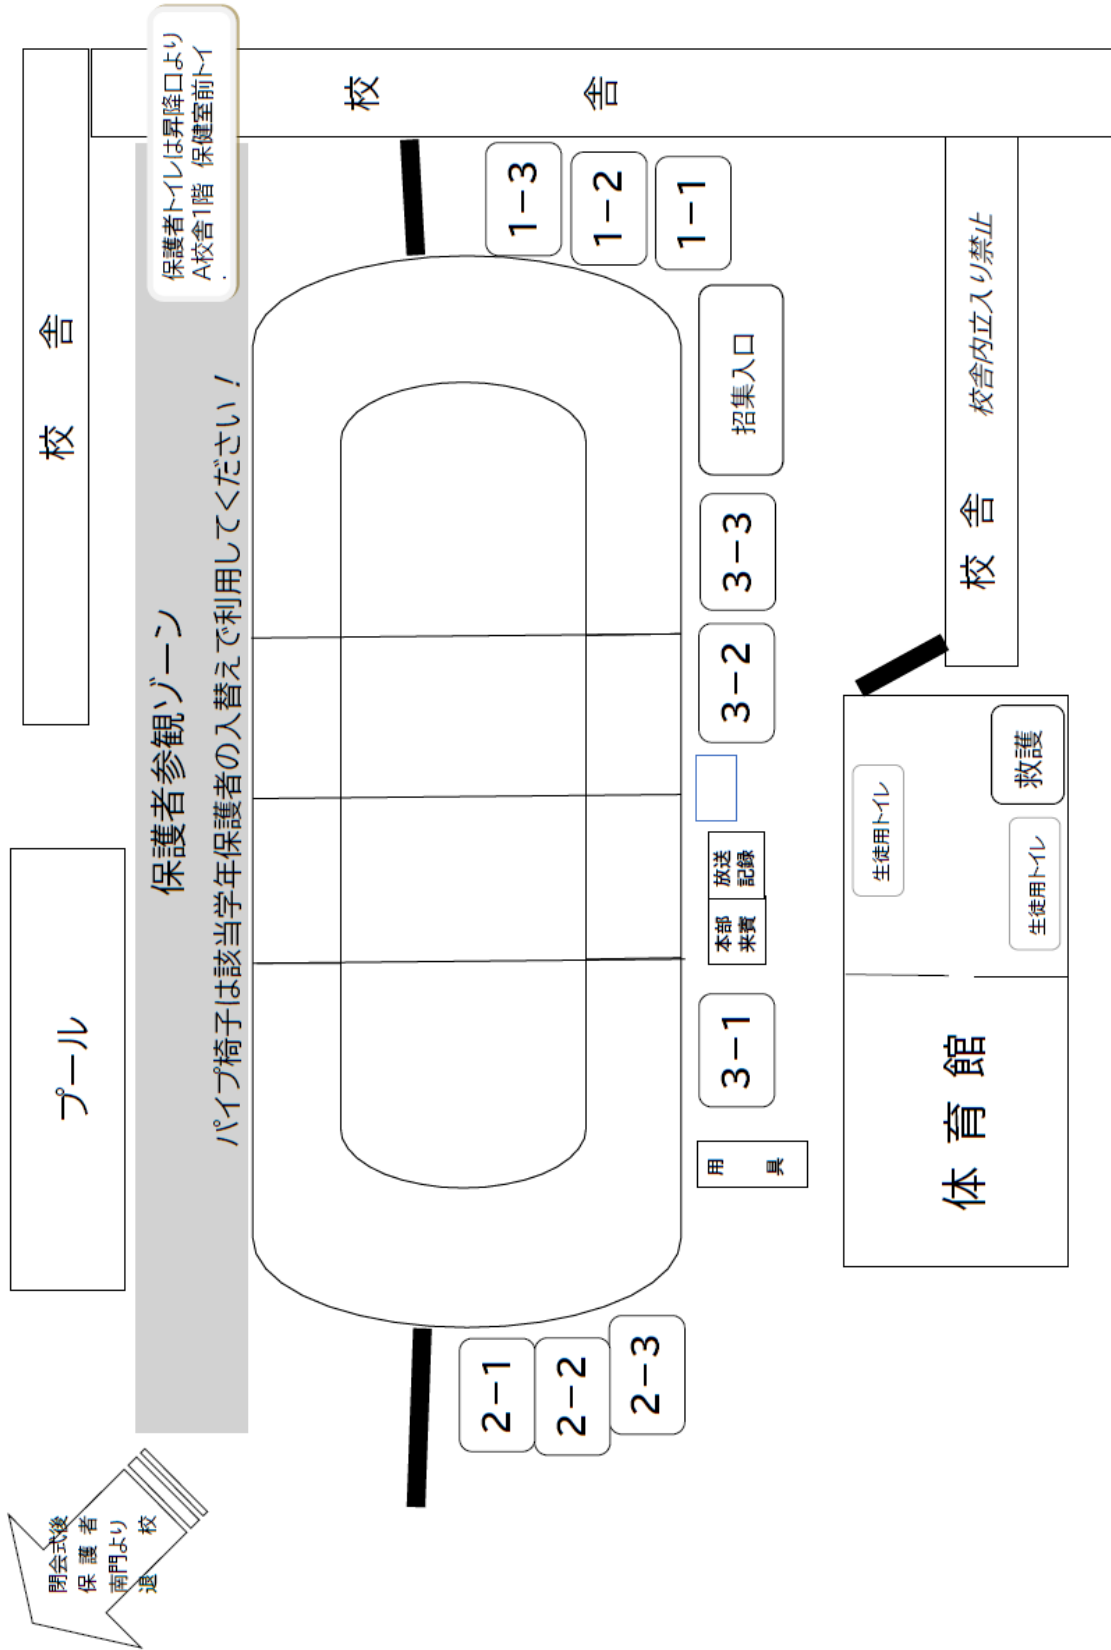 閉会式後
保護者
南門より
退　校
プール
校　舎
保護者参観ゾーン
パイプ椅子は該当学年保護者の入替えで利用してください！
保護者トイレは昇降口より
A校舎1階　保健室前トイ
.
校　舎
2－1
2－2
2－3
1－3
1－2
1－1
用　具
3－1
本部
来賓
放送
記録
3－2
3－3
招集入口
体育館
生徒用トイレ
生徒用トイレ
救護
校　舎　校舎内立入り禁止